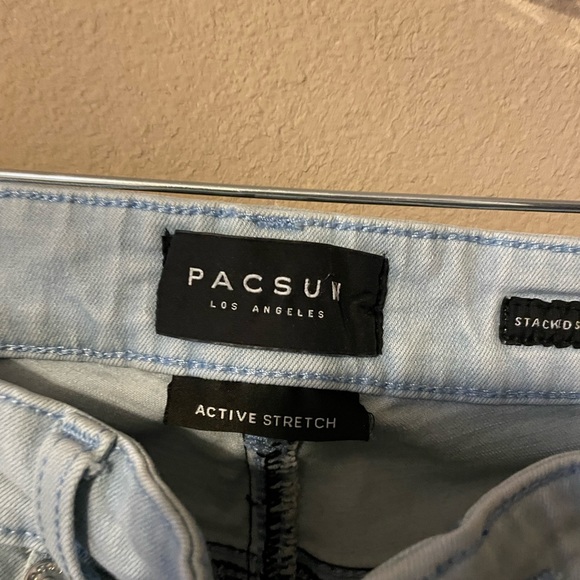 PACSUN
LOS ANGELES
STACKD S
ACTIVE STRETCH